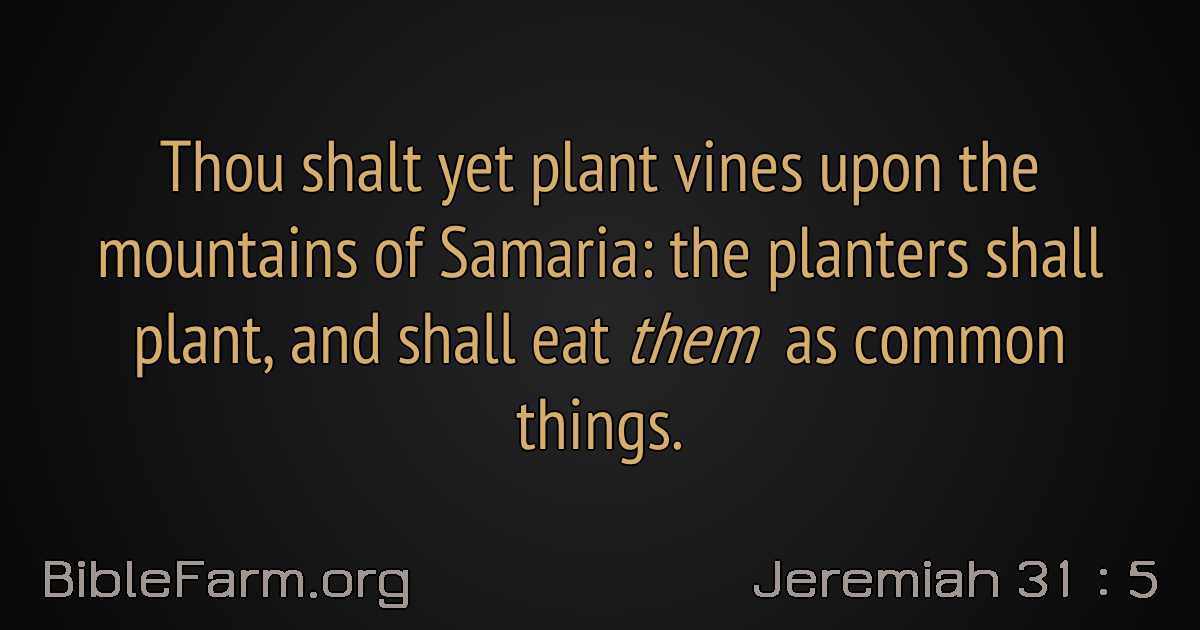 Thou shalt yet plant vines upon the
mountains of Samaria: the planters shall
plant, and shall eat them as common
things.
BibleFarm.org
Jeremiah 31 : 5